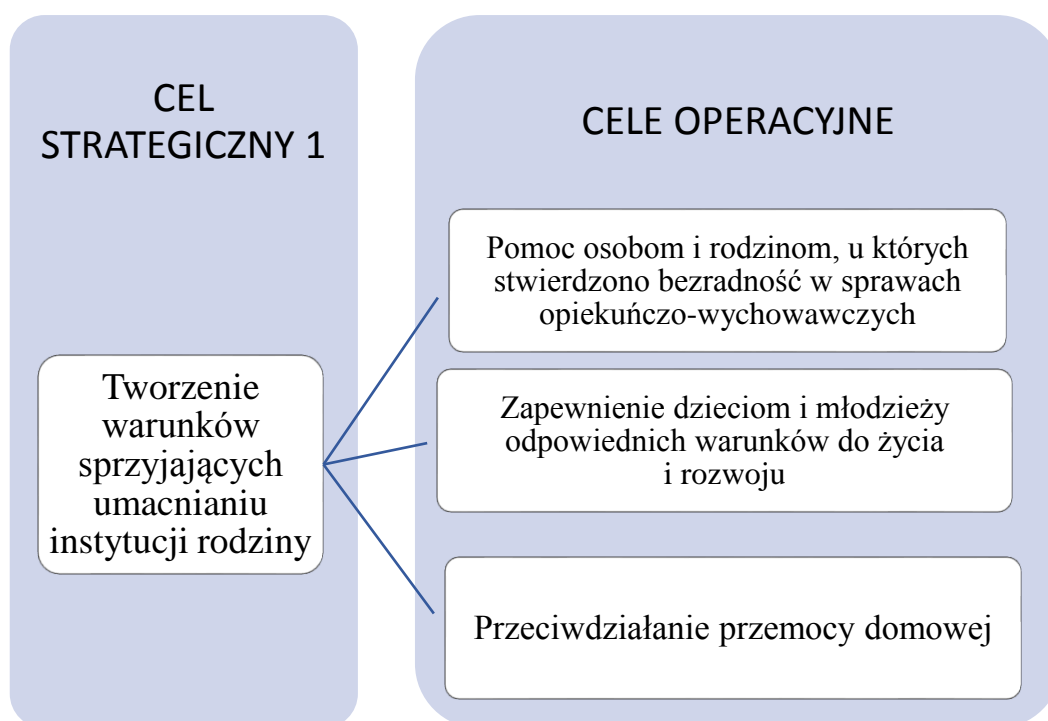 CEL
STRATEGICZNY 1
Tworzenie
warunków
sprzyjających
umacnianiu
instytucji rodziny
CELE OPERACYJNE
Pomoc osobom i rodzinom, u których
stwierdzono bezradność w sprawach
opiekuńczo-wychowawczych
Zapewnienie dzieciom i młodzieży
odpowiednich warunków do życia
i rozwoju
Przeciwdziałanie przemocy domowej